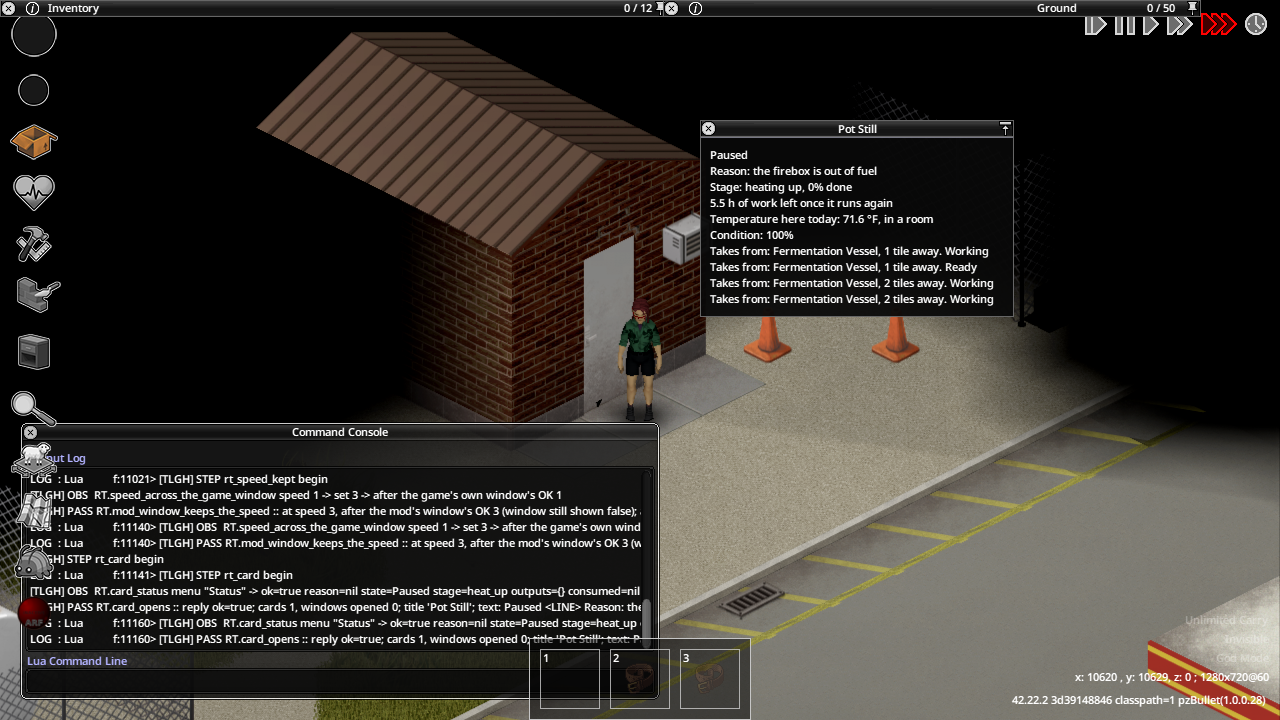 Inventory
0 / 12
Ground
0 / 50
Pot Still
Paused
Reason: the firebox is out of fuel
Stage: heating up, 0% done
5.5 h of work left once it runs again
Temperature here today: 71.6 °F, in a room
Condition: 100%
Takes from: Fermentation Vessel, 1 tile away. Working
Takes from: Fermentation Vessel, 1 tile away. Ready
Takes from: Fermentation Vessel, 2 tiles away. Working
Takes from: Fermentation Vessel, 2 tiles away. Working
Command Console
Log
LOG : Lua f:11021> [TLGH] STEP rt_speed_kept begin
OBS RT.speed_across_the_game_window speed 1 -> set 3 -> after the game's own window's OK 1
PASS RT.mod_window_keeps_the_speed :: at speed 3, after the mod's window's OK 3 (window still shown false);
: Lua f:11140> [TLGH] OBS RT.speed_across_the_game_window speed 1 -> set 3 -> after the game's own wind
: Lua f:11140> [TLGH] PASS RT.mod_window_keeps_the_speed :: at speed 3, after the mod's window's OK 3 (w
STEP rt_card begin
: Lua f:11141> [TLGH] STEP rt_card begin
[TLGH] OBS RT.card_status menu "Status" -> ok=true reason=nil state=Paused stage=heat_up outputs={} consumed=nil
PASS RT.card_opens :: reply ok=true; cards 1, windows opened 0; title 'Pot Still'; text: Paused <LINE> Reason: the
: Lua f:11160> [TLGH] OBS RT.card_status menu "Status" -> ok=true reason=nil state=Paused stage=heat_up
LOG : Lua f:11160> [TLGH] PASS RT.card_opens :: reply ok=true; cards 1, windows opened 0; title 'Pot Still'; text: P
Lua Command Line
1
2
3
ARF
Unlimited Carry
Invisible
God Mode
x: 10620 , y: 10629, z: 0 ; 1280x720@60
42.22.2 3d39148846 classpath=1 pzBullet(1.0.0.28)